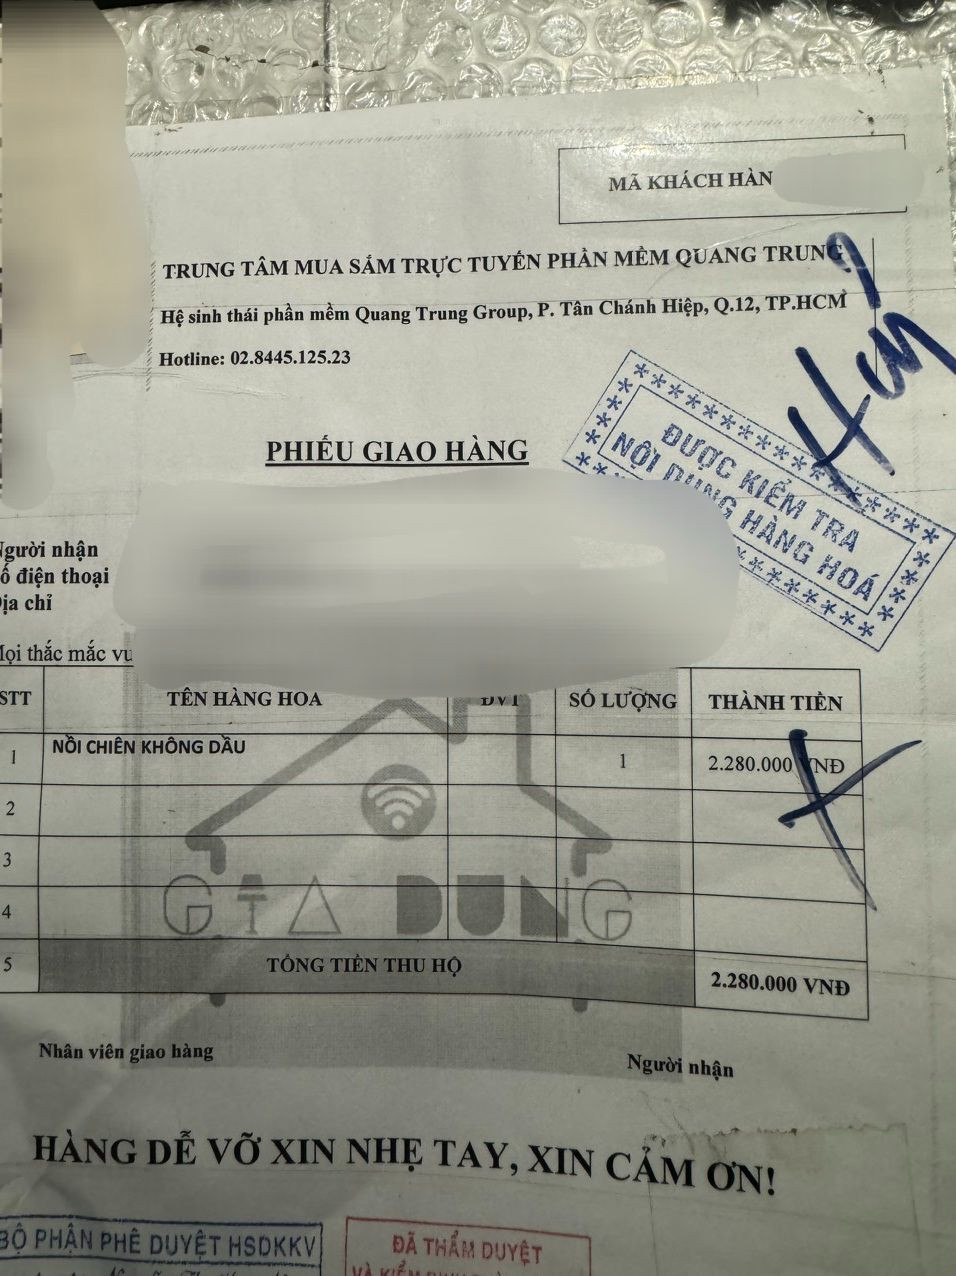 MÃ KHÁCH HÀN
TRUNG TÂM MUA SẮM TRỰC TUYẾN PHẦN MỀM QUANG TRUNG
Hệ sinh thái phần mềm Quang Trung Group, P. Tân Chánh Hiệp, Q.12, TP.HCM
Hotline: 02.8445.125.23
Hủy
PHIẾU GIAO HÀNG
ĐƯỢC KIỂM TRA
NỘI DUNG HÀNG HOÁ
Người nhận
Số điện thoại
Địa chỉ
Mọi thắc mắc vu
STT TÊN HÀNG HOA ĐVT SỐ LƯỢNG THÀNH TIỀN
1 NỒI CHIÊN KHÔNG DẦU 1 2.280.000 VNĐ
2
3
4
GIA DUNG
5 TỔNG TIỀN THU HỘ 2.280.000 VNĐ
Nhân viên giao hàng Người nhận
HÀNG DỄ VỠ XIN NHẸ TAY, XIN CẢM ƠN!
BỘ PHẬN PHÊ DUYỆT HSDKKV
ĐÃ THẨM DUYỆT